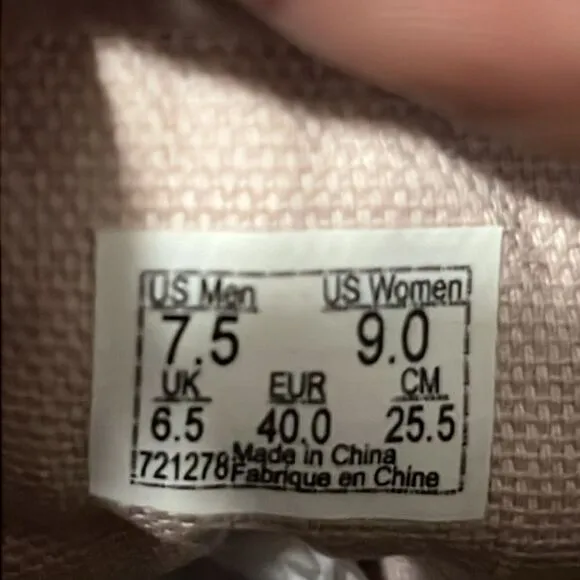 US Men US Women
7.5 9.0
UK EUR CM
6.5 40.0 25.5
721278 Made in China
Fabrique en Chine